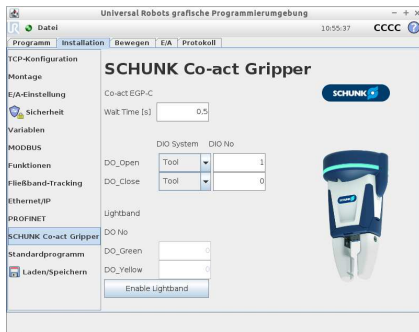 Universal Robots grafische Programmierumgebung
Datei
10:55:37
CCCC
?
Programm Installation Bewegen E/A Protokoll
TCP-Konfiguration
Montage
E/A-Einstellung
Sicherheit
Variablen
MODBUS
Funktionen
Fließband-Tracking
Ethernet/IP
PROFINET
SCHUNK Co-act Gripper
Standardprogramm
Laden/Speichern
SCHUNK Co-act Gripper
Co-act EGP-C
SCHUNK
Wait Time [s] 0.5
DIO System DIO No
DO_Open Tool 1
DO_Close Tool 0
Lightband
DO No
DO_Green 0
DO_Yellow 0
Enable Lightband
SCHUNK